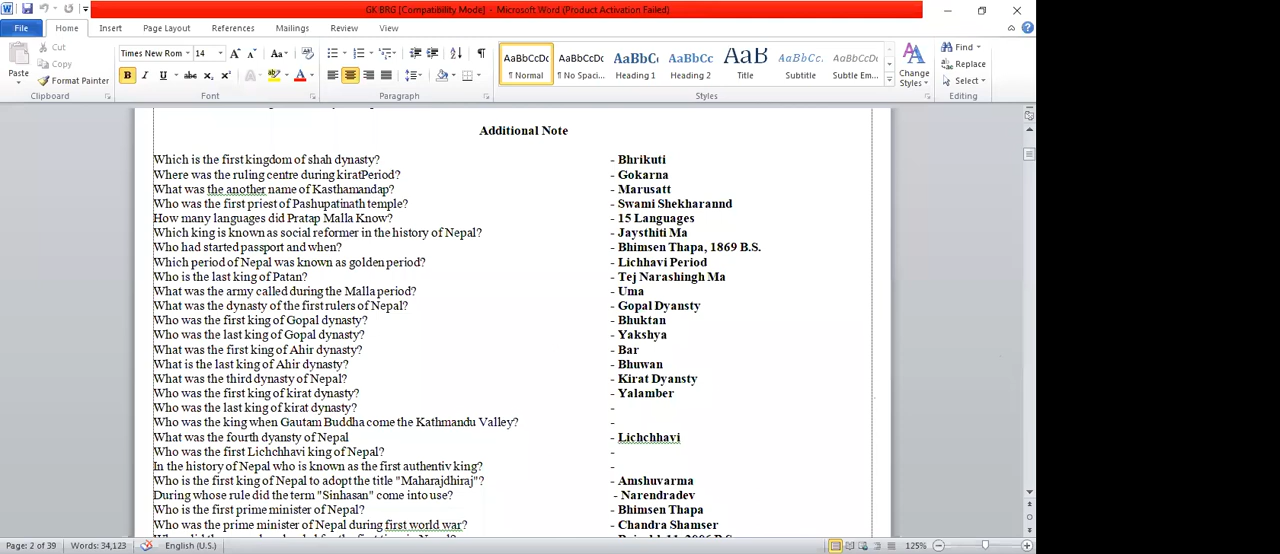 GK BRG [Compatibility Mode] - Microsoft Word (Product Activation Failed)
File Home Insert Page Layout References Mailings Review View
Paste
Cut
Copy
Format Painter
Clipboard
Times New Rom 14
Font
Paragraph
AaBbCcDc AaBbCcDc AaBbC AaBbCc AaB AaBbCc. AaBbCcDc
¶ Normal ¶ No Spaci... Heading 1 Heading 2 Title Subtitle Subtle Em...
Change Styles
Styles
Find
Replace
Select
Editing
Additional Note
Which is the first kingdom of shah dynasty? - Bhrikuti
Where was the ruling centre during kiratPeriod? - Gokarna
What was the another name of Kasthamandap? - Marusatt
Who was the first priest of Pashupatinath temple? - Swami Shekharannd
How many languages did Pratap Malla Know? - 15 Languages
Which king is known as social reformer in the history of Nepal? - Jaysthiti Ma
Who had started passport and when? - Bhimsen Thapa, 1869 B.S.
Which period of Nepal was known as golden period? - Lichhavi Period
Who is the last king of Patan? - Tej Narashingh Ma
What was the army called during the Malla period? - Uma
What was the dynasty of the first rulers of Nepal? - Gopal Dyansty
Who was the first king of Gopal dynasty? - Bhuktan
Who was the last king of Gopal dynasty? - Yakshya
What was the first king of Ahir dynasty? - Bar
What is the last king of Ahir dynasty? - Bhuwan
What was the third dynasty of Nepal? - Kirat Dyansty
Who was the first king of kirat dynasty? - Yalamber
Who was the last king of kirat dynasty? -
Who was the king when Gautam Buddha come the Kathmandu Valley? -
What was the fourth dyansty of Nepal - Lichchhavi
Who was the first Lichchhavi king of Nepal? -
In the history of Nepal who is known as the first authentiv king? -
Who is the first king of Nepal to adopt the title "Maharajdhiraj"? - Amshuvarma
During whose rule did the term "Sinhasan" come into use? - Narendradev
Who is the first prime minister of Nepal? - Bhimsen Thapa
Who was the prime minister of Nepal during first world war? - Chandra Shamser
Page: 2 of 39 Words: 34,123 English (U.S.) 125%